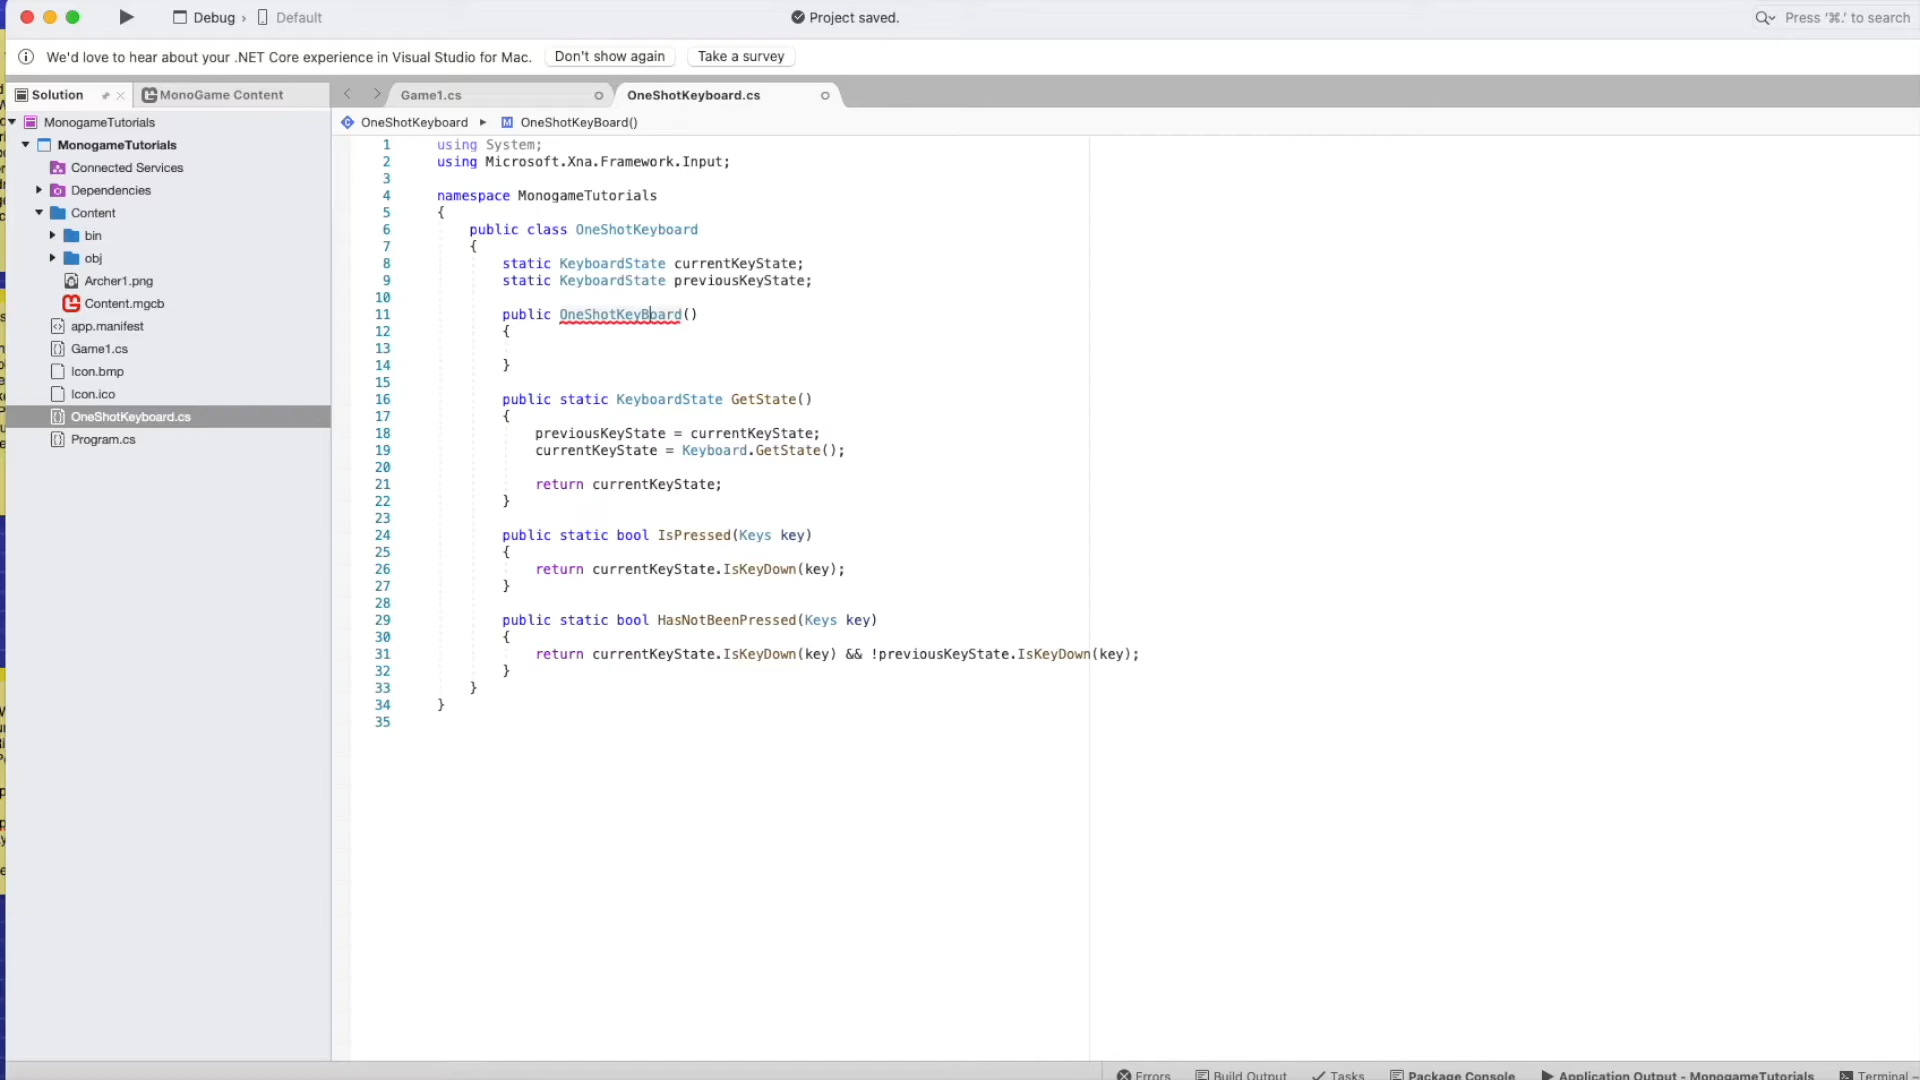 Debug › Default
Project saved.
Press '⌘.' to search
We'd love to hear about your .NET Core experience in Visual Studio for Mac. Don't show again Take a survey
Solution
MonoGame Content
Game1.cs
OneShotKeyboard.cs
MonogameTutorials
MonogameTutorials
Connected Services
Dependencies
Content
bin
obj
Archer1.png
Content.mgcb
app.manifest
Game1.cs
Icon.bmp
Icon.ico
OneShotKeyboard.cs
Program.cs
OneShotKeyboard ▸ M OneShotKeyBoard()
1 using System;
2 using Microsoft.Xna.Framework.Input;
3
4 namespace MonogameTutorials
5 {
6 public class OneShotKeyboard
7 {
8 static KeyboardState currentKeyState;
9 static KeyboardState previousKeyState;
10
11 public OneShotKeyBoard()
12 {
13
14 }
15
16 public static KeyboardState GetState()
17 {
18 previousKeyState = currentKeyState;
19 currentKeyState = Keyboard.GetState();
20
21 return currentKeyState;
22 }
23
24 public static bool IsPressed(Keys key)
25 {
26 return currentKeyState.IsKeyDown(key);
27 }
28
29 public static bool HasNotBeenPressed(Keys key)
30 {
31 return currentKeyState.IsKeyDown(key) && !previousKeyState.IsKeyDown(key);
32 }
33 }
34 }
35
Errors Build Output Tasks Package Console Application Output - MonogameTutorials Terminal